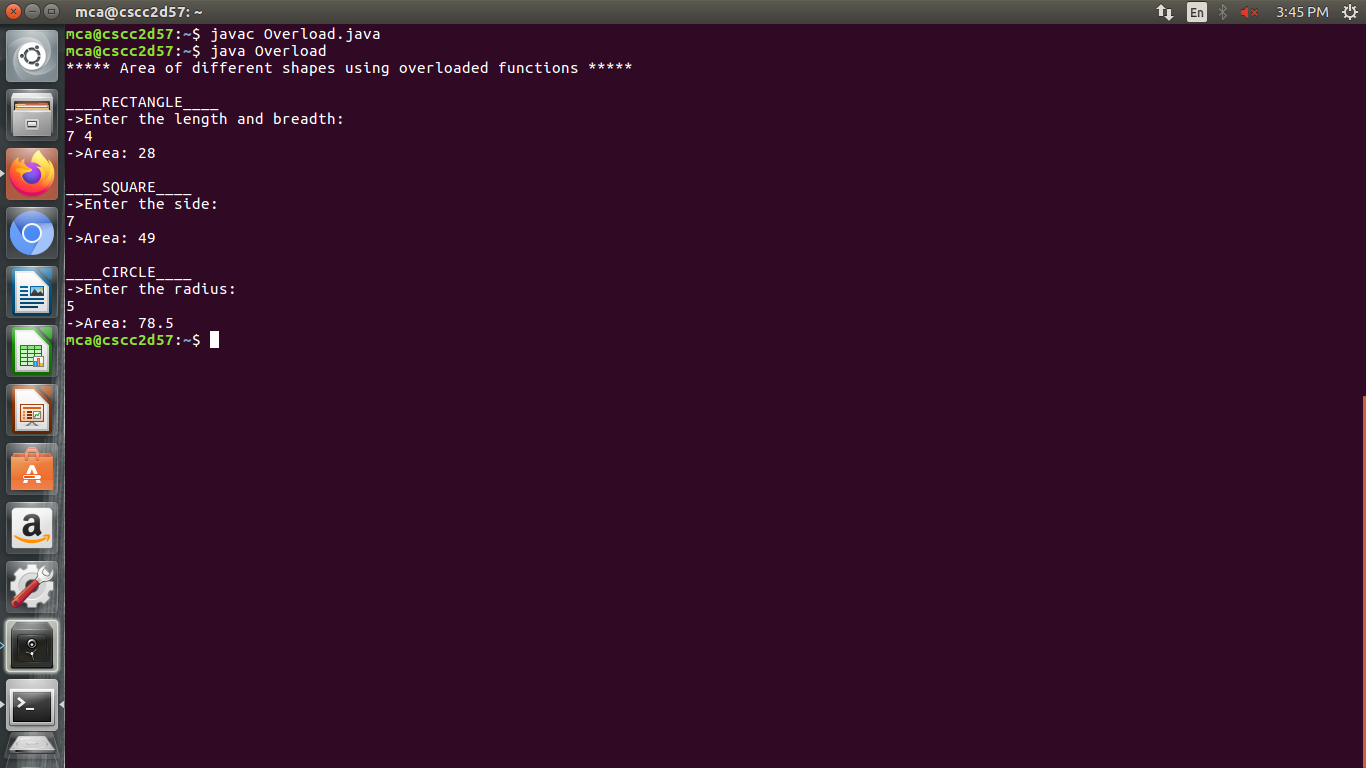 mca@cscc2d57: ~
En
3:45 PM
mca@cscc2d57:~$ javac Overload.java
mca@cscc2d57:~$ java Overload
***** Area of different shapes using overloaded functions *****
____RECTANGLE____
->Enter the length and breadth:
7 4
->Area: 28
____SQUARE____
->Enter the side:
7
->Area: 49
____CIRCLE____
->Enter the radius:
5
->Area: 78.5
mca@cscc2d57:~$